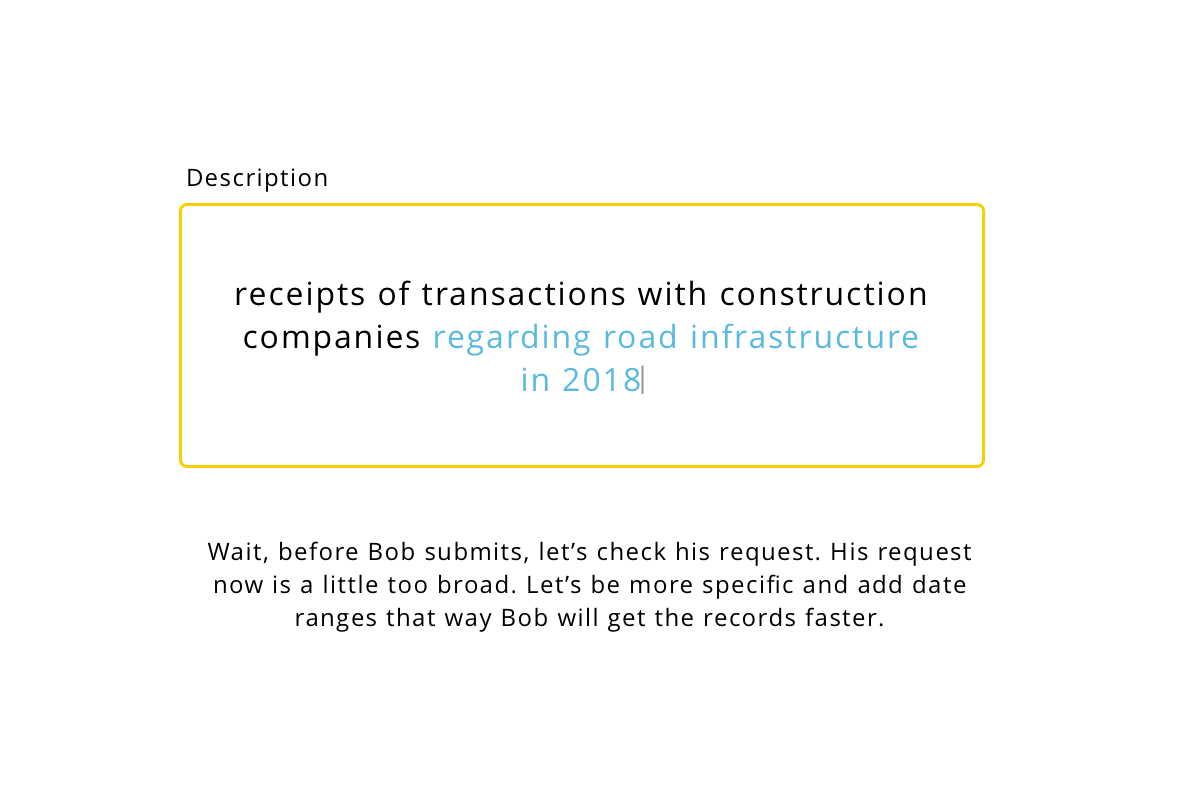 Description
receipts of transactions with construction
companies regarding road infrastructure
in 2018
Wait, before Bob submits, let’s check his request. His request
now is a little too broad. Let’s be more specific and add date
ranges that way Bob will get the records faster.